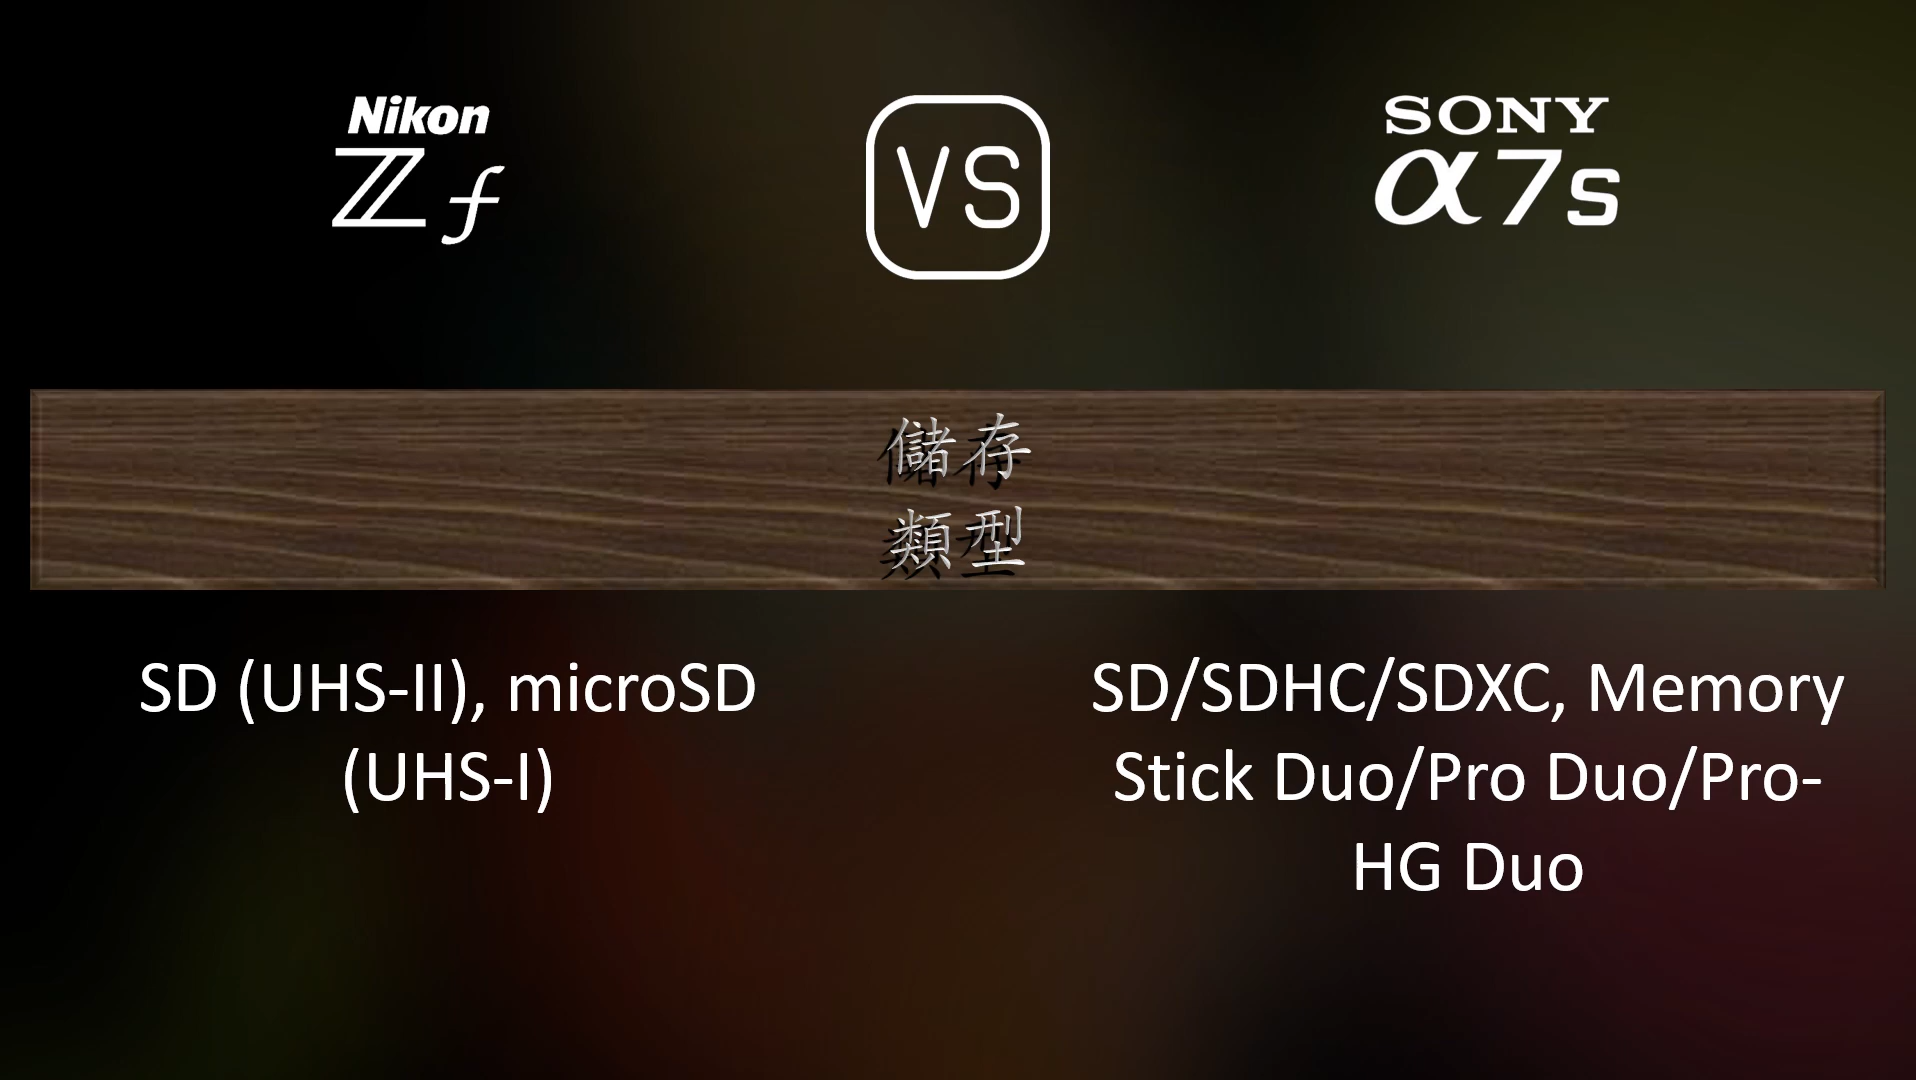 Nikon
Z f
VS
SONY
α7s
儲存
類型
SD (UHS-II), microSD
(UHS-I)
SD/SDHC/SDXC, Memory
Stick Duo/Pro Duo/Pro-
HG Duo